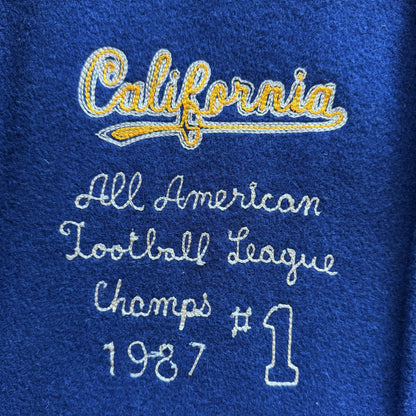 California
All American
Football League
Champs #1
1987